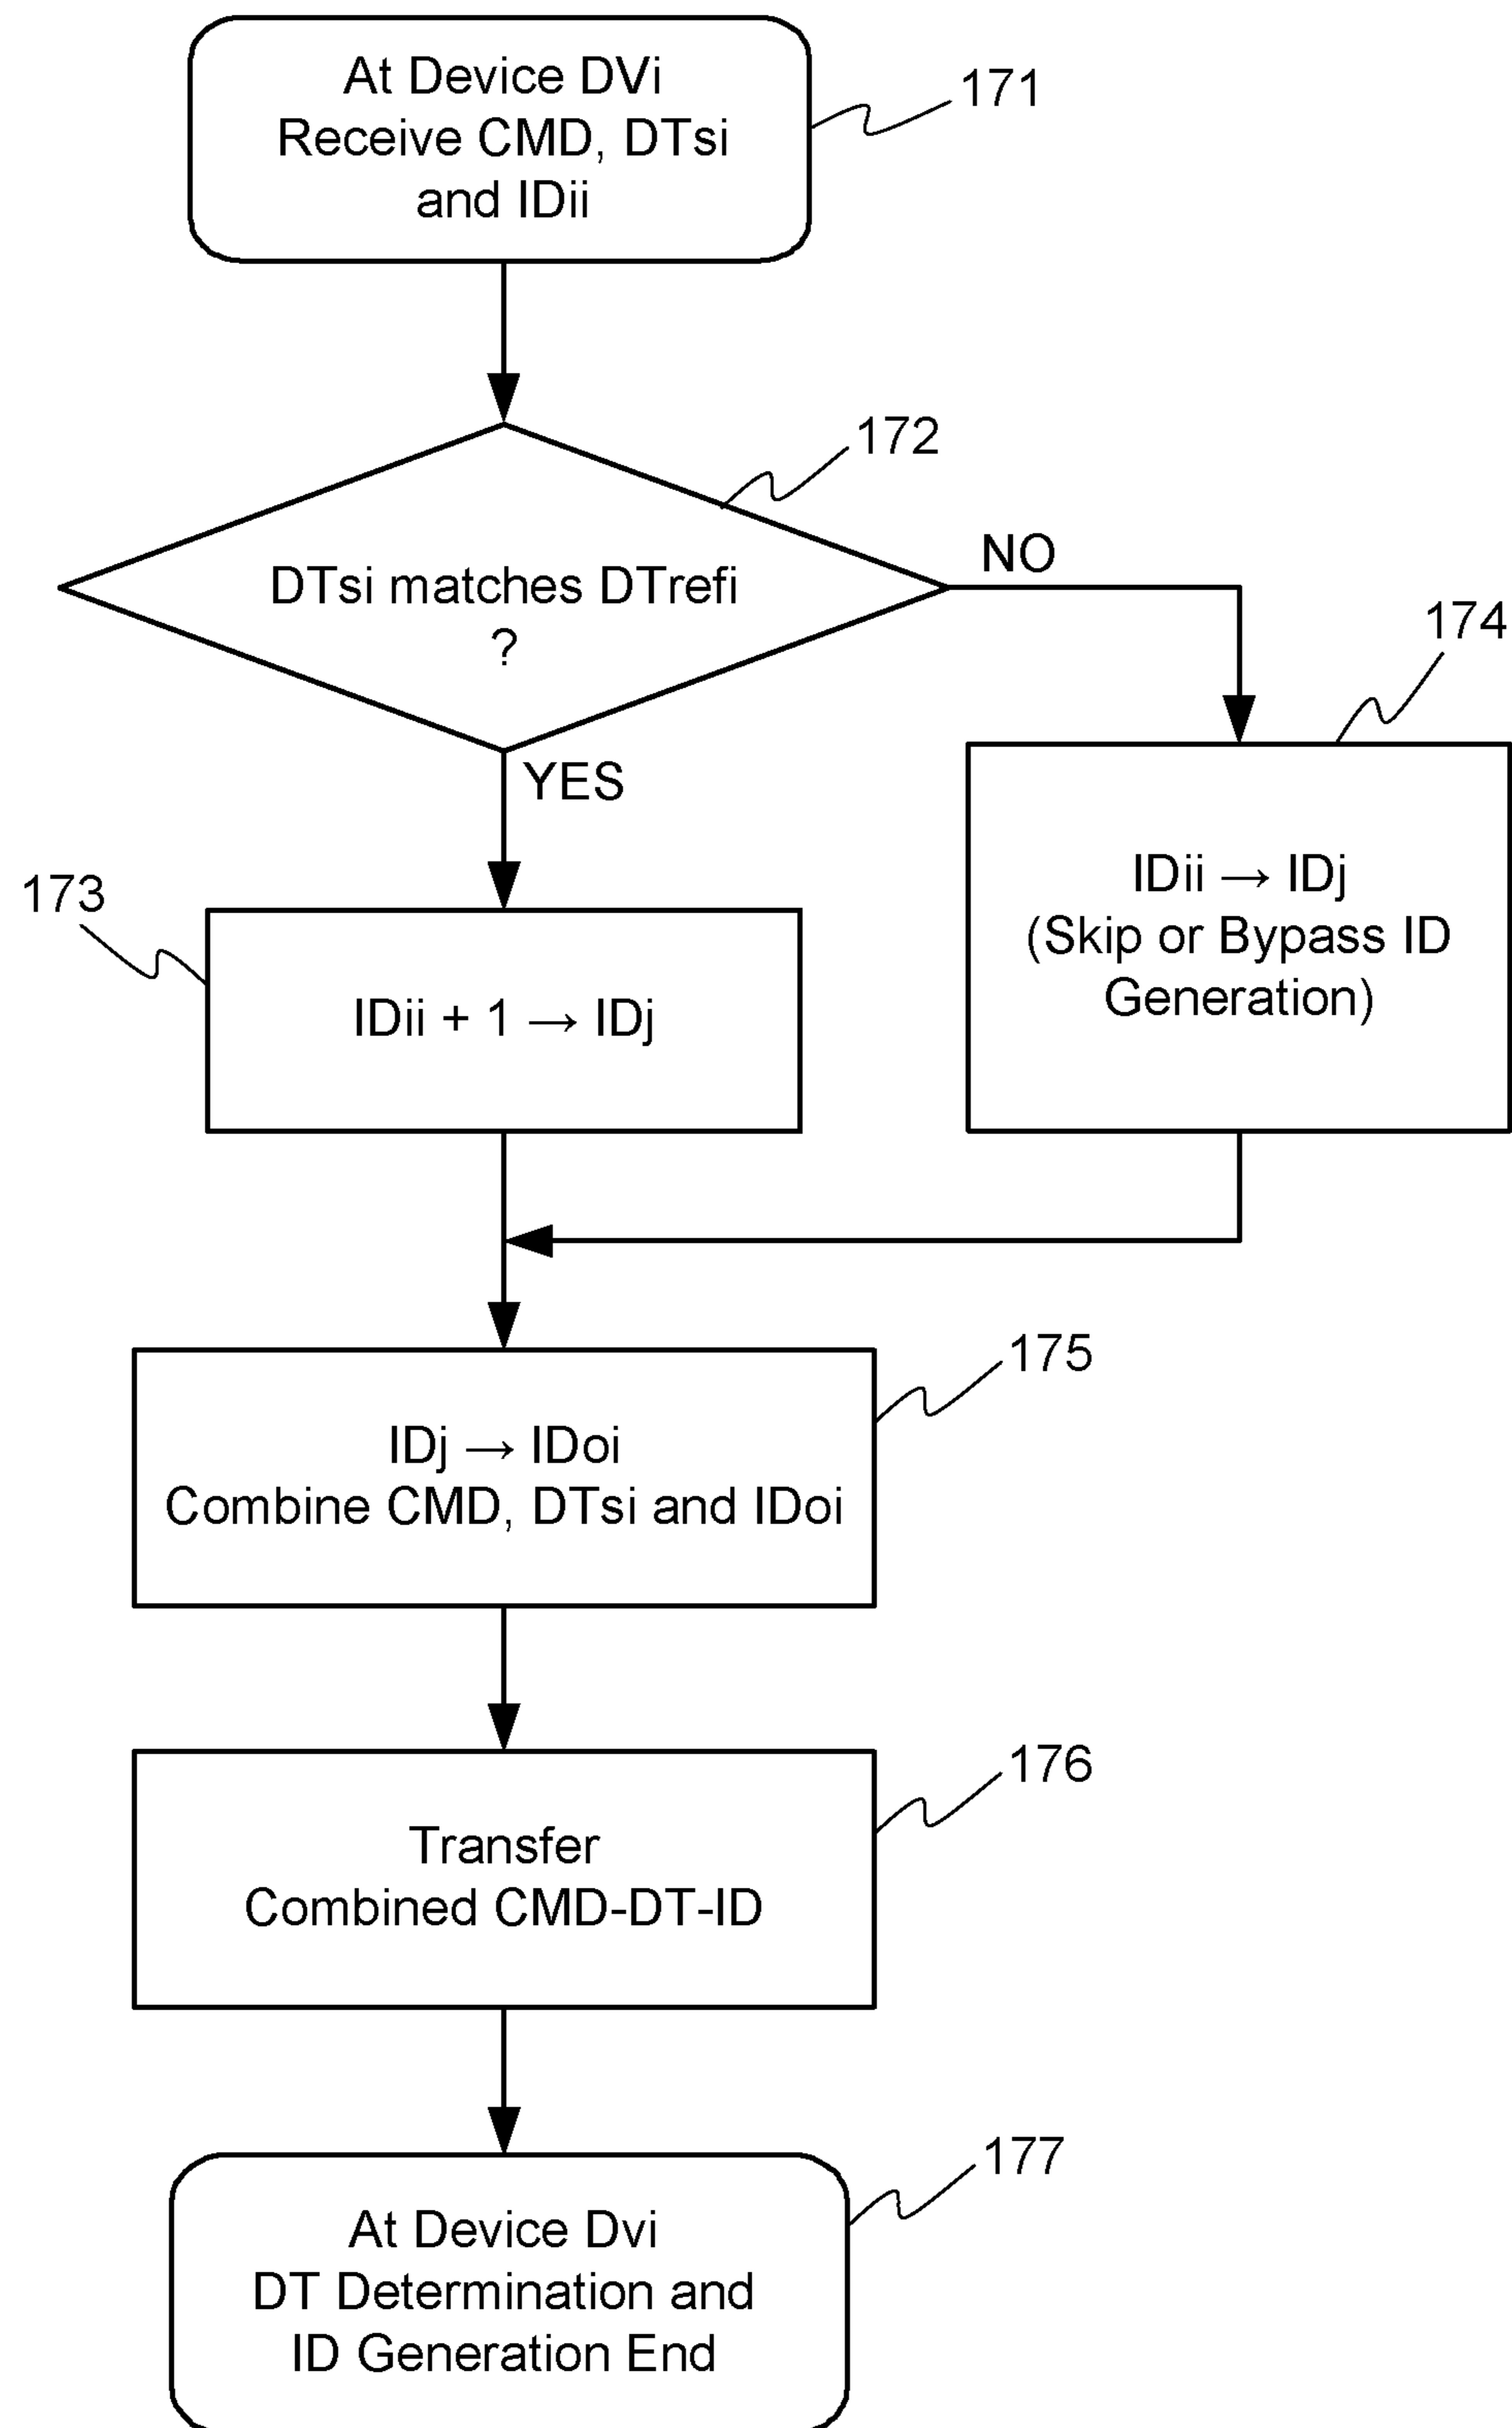 At Device DVi
Receive CMD, DTsi
and IDii
171
172
DTsi matches DTrefi
?
NO
YES
174
173
IDii → IDj
(Skip or Bypass ID
Generation)
IDii + 1 → IDj
175
IDj → IDoi
Combine CMD, DTsi and IDoi
176
Transfer
Combined CMD-DT-ID
177
At Device Dvi
DT Determination and
ID Generation End